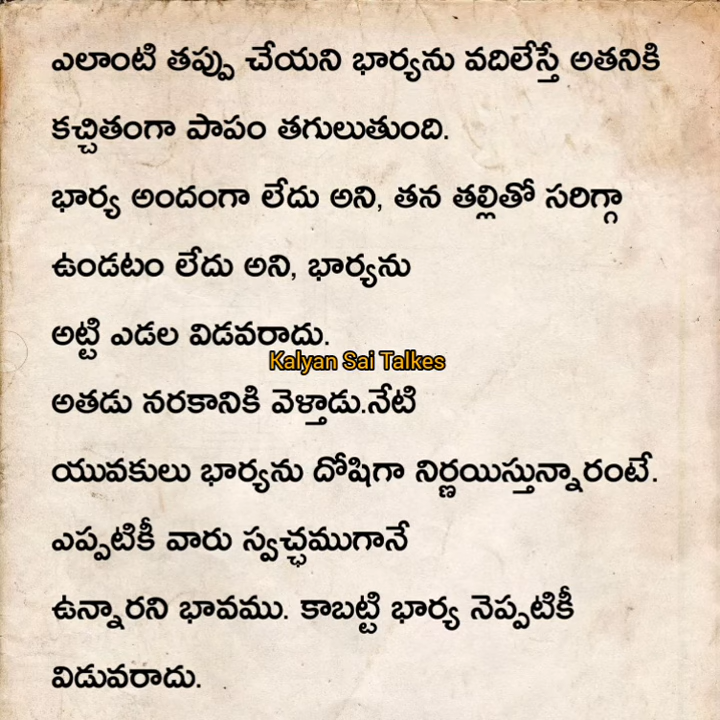 ఎలాంటి తప్పు చేయని భార్యను వదిలేస్తే అతనికి
కచ్చితంగా పాపం తగులుతుంది.
భార్య అందంగా లేదు అని, తన తల్లితో సరిగ్గా
ఉండటం లేదు అని, భార్యను
అట్టి ఎడల విడవరాదు.
Kalyan Sai Talkes
అతడు నరకానికి వెళ్తాడు.నేటి
యువకులు భార్యను దోషిగా నిర్ణయిస్తున్నారంటే.
ఎప్పటికీ వారు స్వచ్ఛముగానే
ఉన్నారని భావము. కాబట్టి భార్య నెప్పటికీ
విడువరాదు.